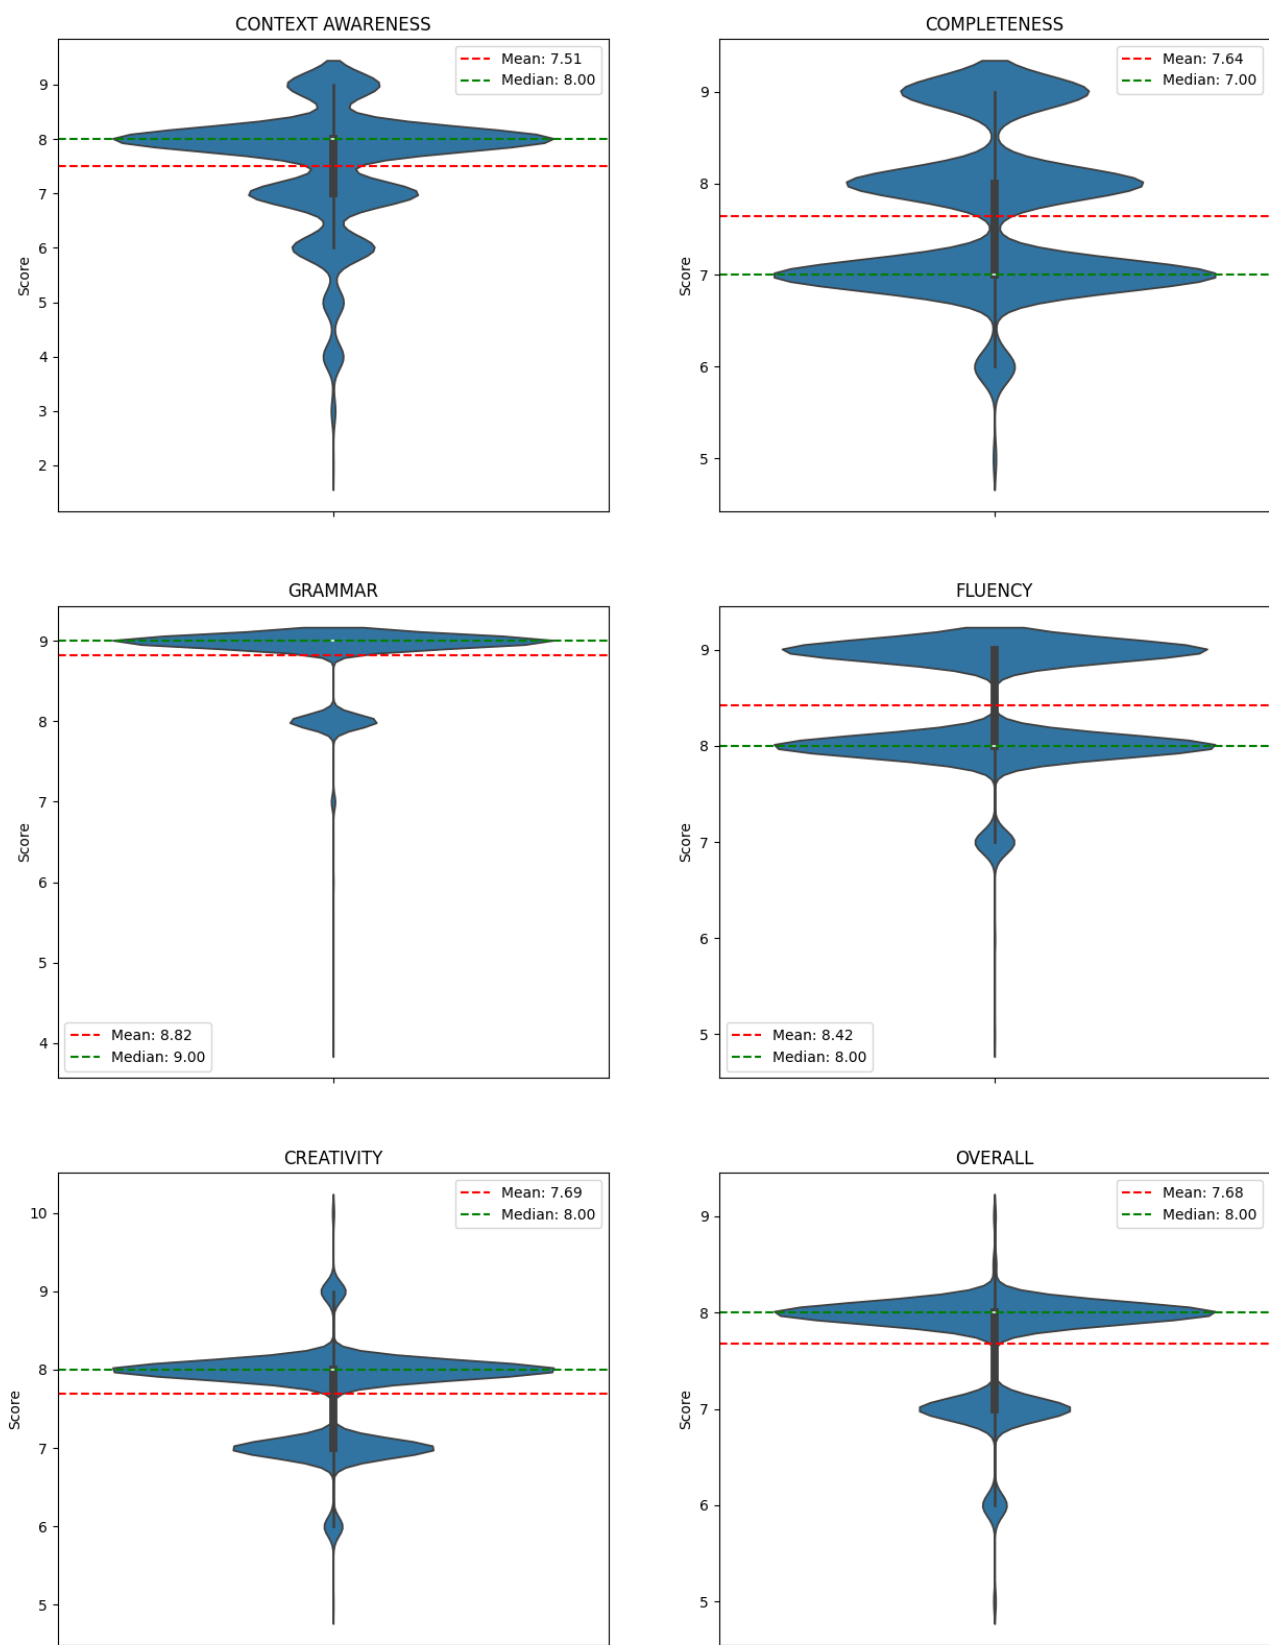 CONTEXT AWARENESS
Mean: 7.51
Median: 8.00
Score
9
8
7
6
5
4
3
2
COMPLETENESS
Mean: 7.64
Median: 7.00
Score
9
8
7
6
5
GRAMMAR
Score
9
8
7
6
5
4
Mean: 8.82
Median: 9.00
FLUENCY
Score
9
8
7
6
5
Mean: 8.42
Median: 8.00
CREATIVITY
Mean: 7.69
Median: 8.00
Score
10
9
8
7
6
5
OVERALL
Mean: 7.68
Median: 8.00
Score
9
8
7
6
5